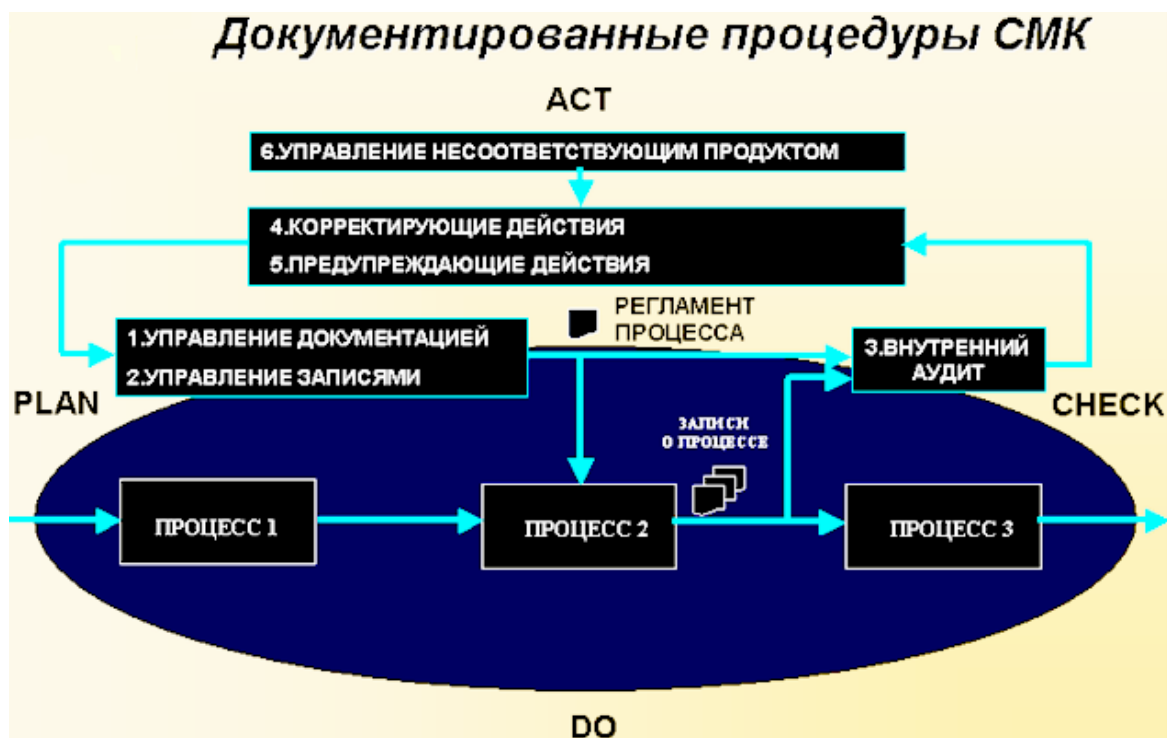 Документированные процедуры СМК
ACT
6.УПРАВЛЕНИЕ НЕСООТВЕТСТВУЮЩИМ ПРОДУКТОМ
4.КОРРЕКТИРУЮЩИЕ ДЕЙСТВИЯ
5.ПРЕДУПРЕЖДАЮЩИЕ ДЕЙСТВИЯ
РЕГЛАМЕНТ
ПРОЦЕССА
1.УПРАВЛЕНИЕ ДОКУМЕНТАЦИЕЙ
2.УПРАВЛЕНИЕ ЗАПИСЯМИ
3.ВНУТРЕННИЙ
АУДИТ
PLAN
CHECK
ЗАПИСИ
О ПРОЦЕССЕ
ПРОЦЕСС 1
ПРОЦЕСС 2
ПРОЦЕСС 3
DO